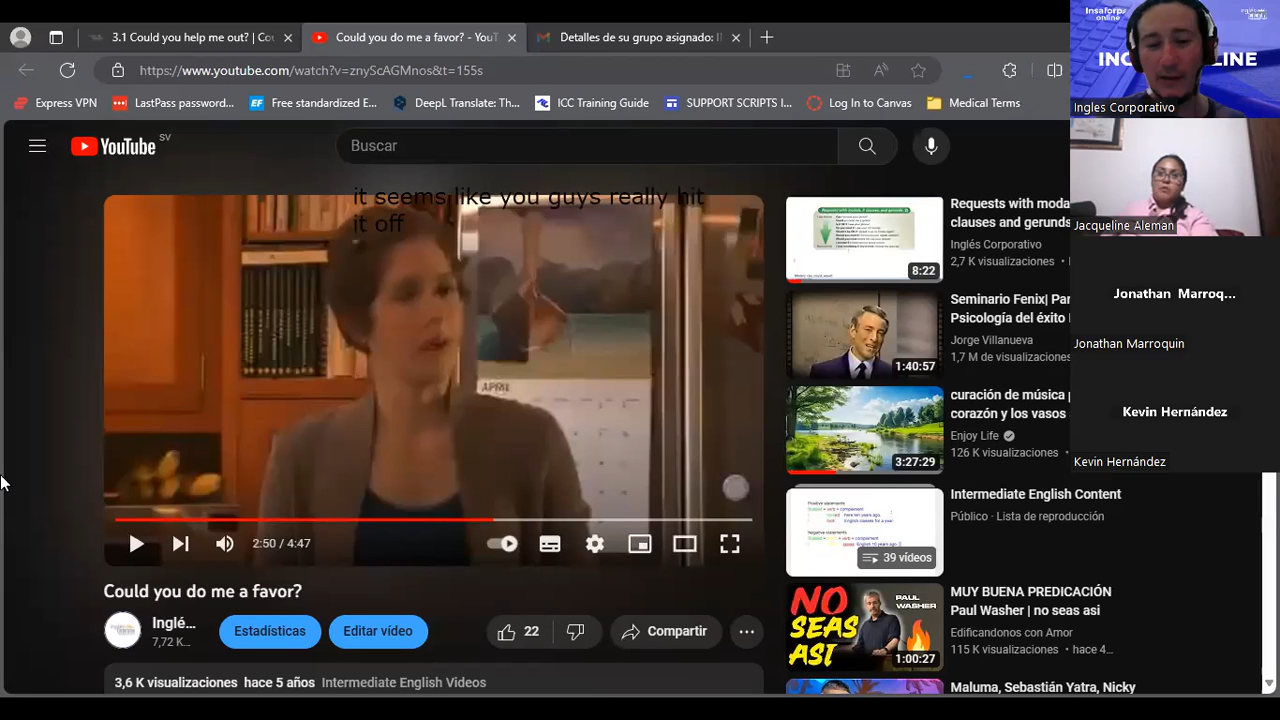 3.1 Could you help me out? | Cou
Could you do me a favor? - YouT
Detalles de su grupo asignado: II
https://www.youtube.com/watch?v=znyScAGMnos&t=155s
Express VPN
LastPass password...
Free standardized E...
DeepL Translate: Th...
ICC Training Guide
SUPPORT SCRIPTS I...
Log In to Canvas
Medical Terms
YouTube SV
Buscar
it seems like you guys really hit
it off
APRIL
2:50 / 4:47
Could you do me a favor?
Inglé...
7,72 K...
Estadísticas
Editar video
22
Compartir
3,6 K visualizaciones hace 5 años Intermediate English Videos
8:22
Requests with moda
clauses and gerunds
Inglés Corporativo
2,7 K visualizaciones
1:40:57
Seminario Fenix| Par
Psicología del éxito
Jorge Villanueva
1,7 M de visualizaciones
3:27:29
curación de música p
corazón y los vasos
Enjoy Life
126 K visualizaciones
39 videos
Intermediate English Content
Público · Lista de reproducción
NO
SEAS
ASI
PAUL
WASHER
1:00:27
MUY BUENA PREDICACIÓN
Paul Washer | no seas asi
Edificandonos con Amor
115 K visualizaciones · hace 4...
Maluma, Sebastián Yatra, Nicky
Insaforp
online
Ingles Corporativo
Jacqueline Aleman
Jonathan Marroq...
Jonathan Marroquin
Kevin Hernández
Kevin Hernández